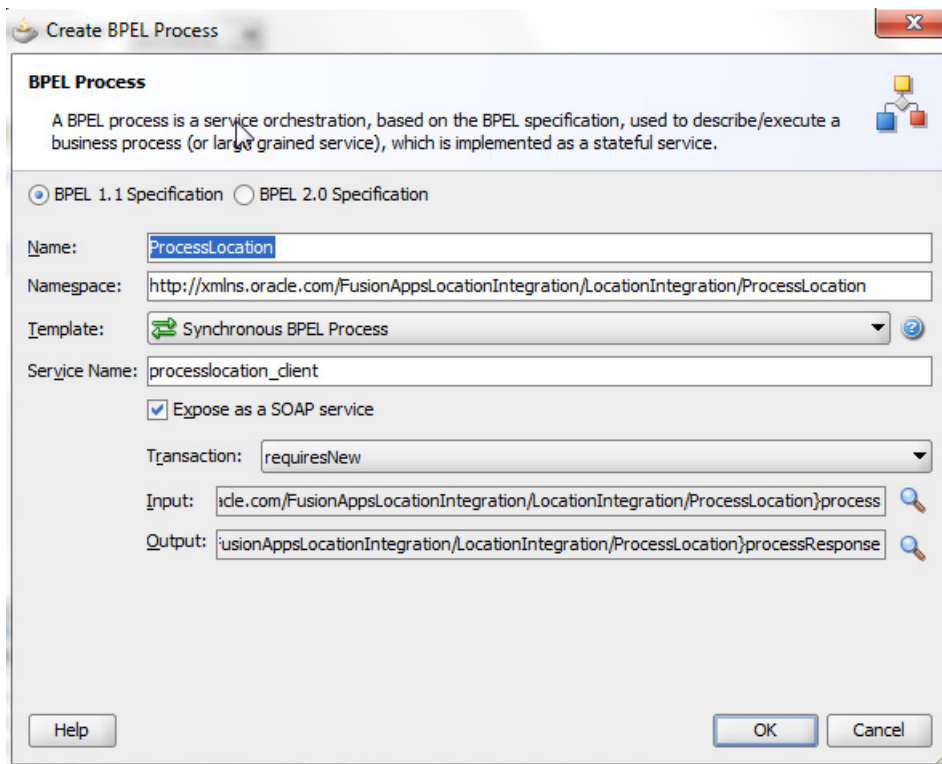 Create BPEL Process
BPEL Process
A BPEL process is a service orchestration, based on the BPEL specification, used to describe/execute a
business process (or large grained service), which is implemented as a stateful service.
BPEL 1.1 Specification BPEL 2.0 Specification
Name: ProcessLocation
Namespace: http://xmlns.oracle.com/FusionAppsLocationIntegration/LocationIntegration/ProcessLocation
Template: Synchronous BPEL Process
Service Name: processlocation_client
Expose as a SOAP service
Transaction: requiresNew
Input: acle.com/FusionAppsLocationIntegration/LocationIntegration/ProcessLocation}process
Output: FusionAppsLocationIntegration/LocationIntegration/ProcessLocation}processResponse
Help OK Cancel